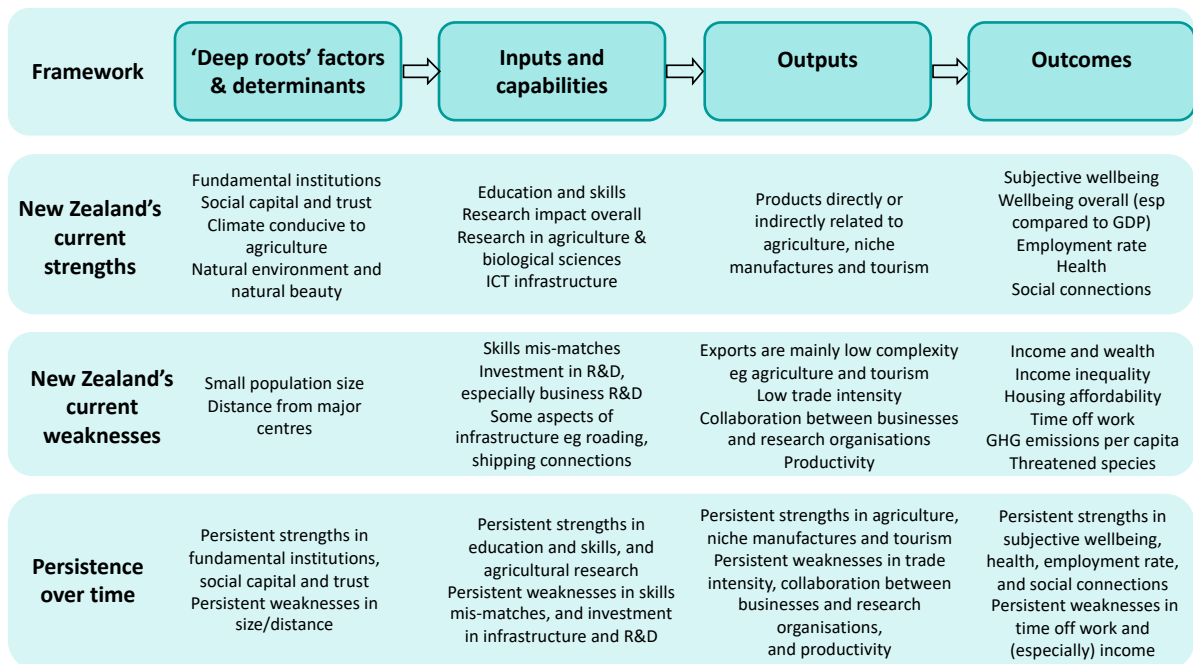 Framework
‘Deep roots’ factors
& determinants
Inputs and
capabilities
Outputs
Outcomes
New Zealand’s
current
strengths
Fundamental institutions
Social capital and trust
Climate conducive to
agriculture
Natural environment and
natural beauty
Education and skills
Research impact overall
Research in agriculture &
biological sciences
ICT infrastructure
Products directly or
indirectly related to
agriculture, niche
manufactures and tourism
Subjective wellbeing
Wellbeing overall (esp
compared to GDP)
Employment rate
Health
Social connections
New Zealand’s
current
weaknesses
Small population size
Distance from major
centres
Skills mis-matches
Investment in R&D,
especially business R&D
Some aspects of
infrastructure eg roading,
shipping connections
Exports are mainly low complexity
eg agriculture and tourism
Low trade intensity
Collaboration between businesses
and research organisations
Productivity
Income and wealth
Income inequality
Housing affordability
Time off work
GHG emissions per capita
Threatened species
Persistence
over time
Persistent strengths in
fundamental institutions,
social capital and trust
Persistent weaknesses in
size/distance
Persistent strengths in
education and skills, and
agricultural research
Persistent weaknesses in skills
mis-matches, and investment
in infrastructure and R&D
Persistent strengths in agriculture,
niche manufactures and tourism
Persistent weaknesses in trade
intensity, collaboration between
businesses and research
organisations,
and productivity
Persistent strengths in
subjective wellbeing,
health, employment rate,
and social connections
Persistent weaknesses in
time off work and
(especially) income